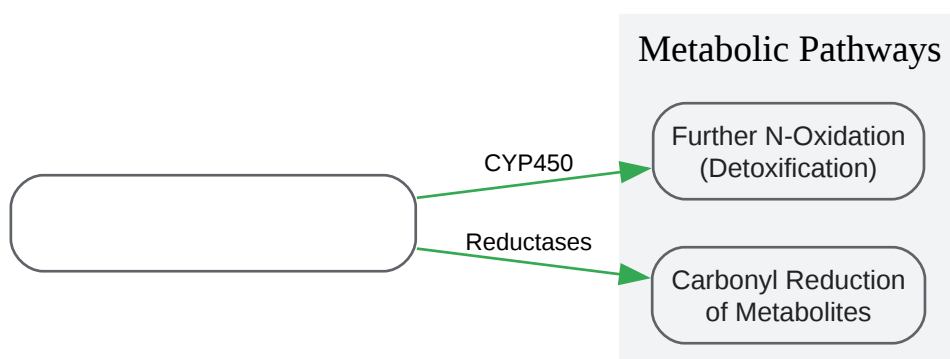 Metabolic Pathways
CYP450
Further N-Oxidation
(Detoxification)
Reductases
Carbonyl Reduction
of Metabolites